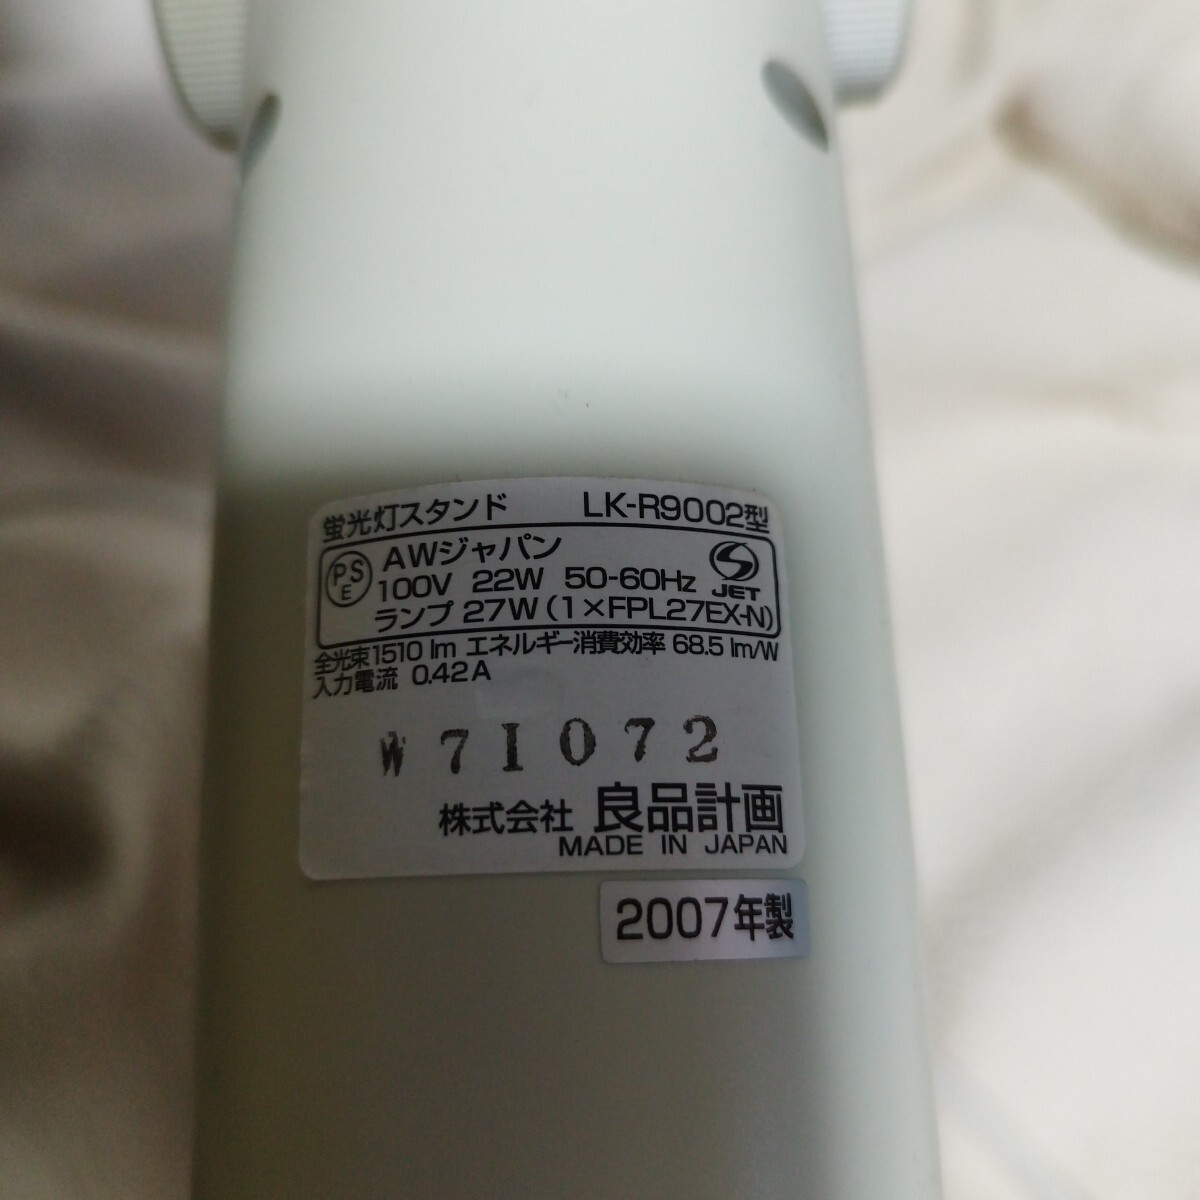 蛍光灯スタンド LK-R9002型
PSE AWジャパン
100V 22W 50-60Hz JET
ランプ 27W (1×FPL27EX-N)
全光束1510 lm エネルギー消費効率 68.5 lm/W
入力電流 0.42A
W71072
株式会社 良品計画
MADE IN JAPAN
2007年製